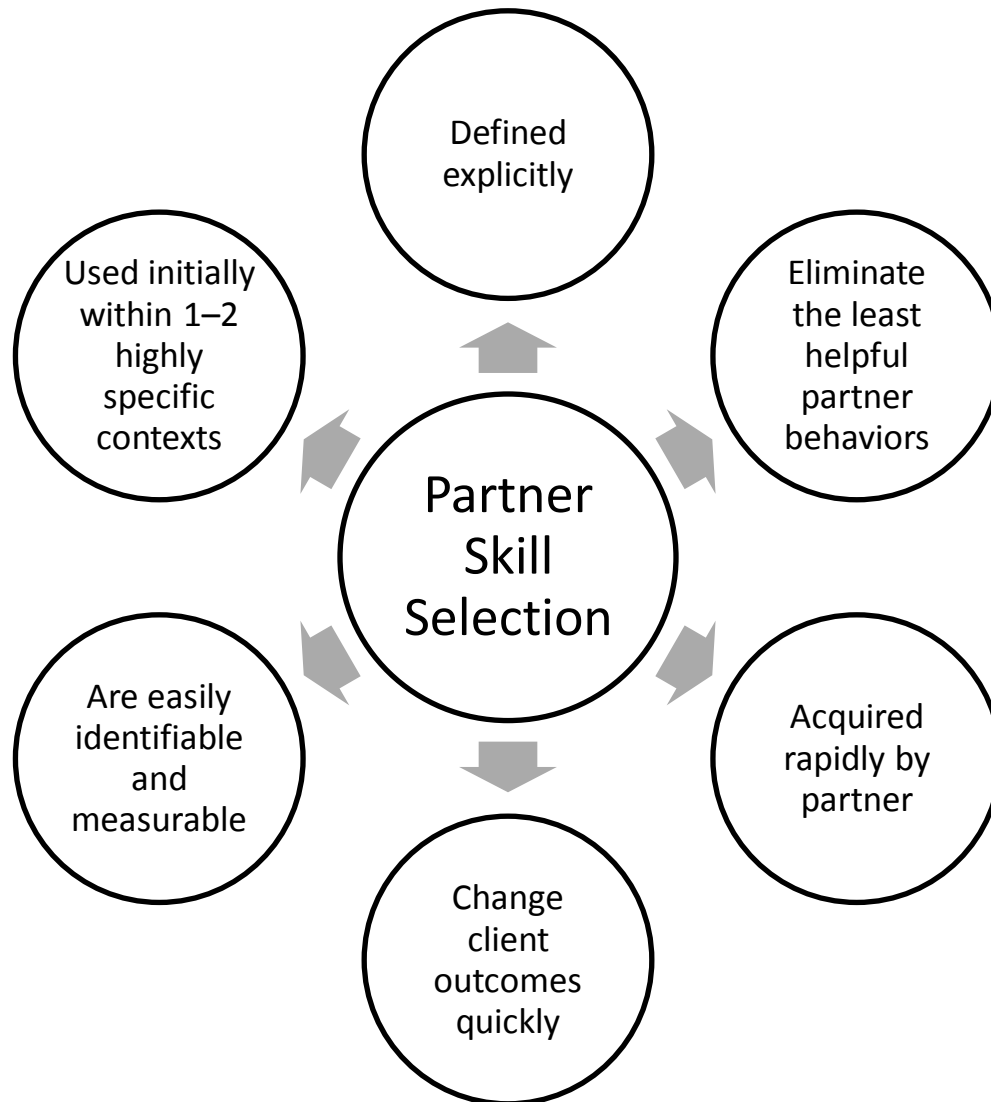 Defined
explicitly
Eliminate
the least
helpful
partner
behaviors
Acquired
rapidly by
partner
Change
client
outcomes
quickly
Are easily
identifiable
and
measurable
Used initially
within 1–2
highly
specific
contexts
Partner
Skill
Selection